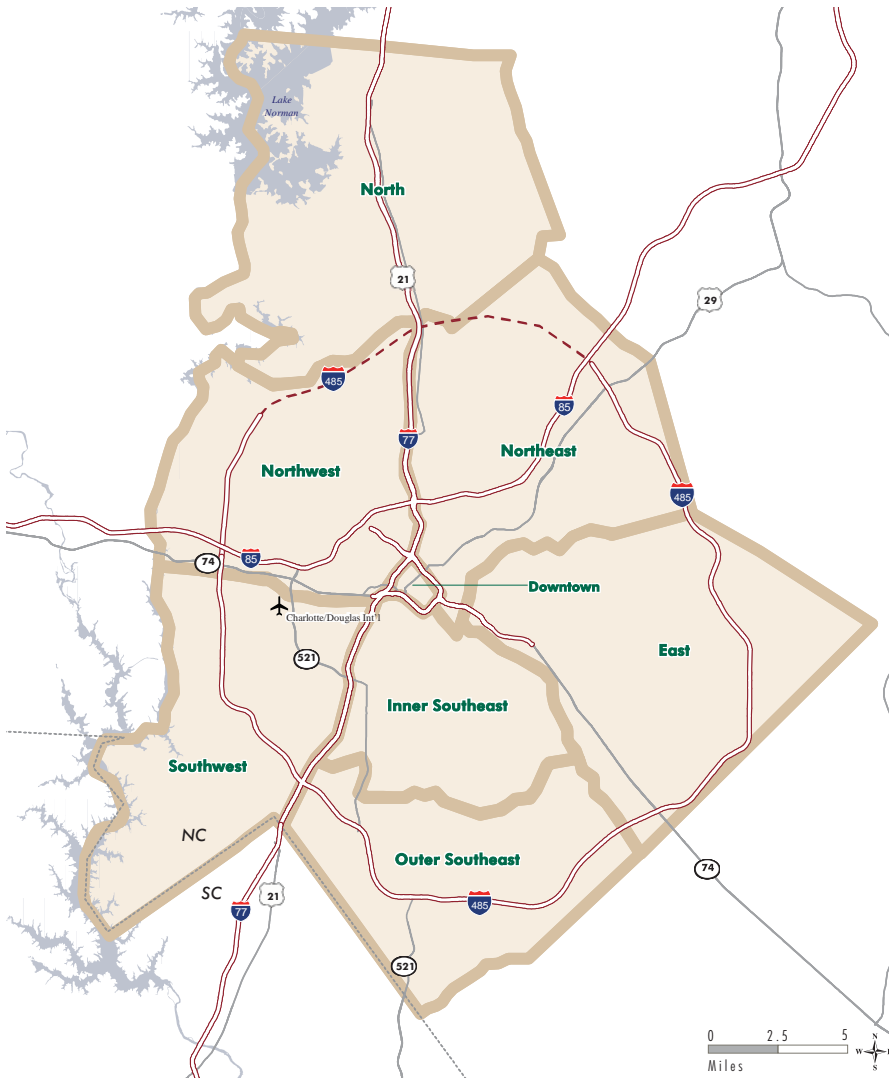 Lake
Norman
North
21
29
485
85
77
Northeast
Northwest
485
85
74
Downtown
Charlotte/Douglas Int'l
521
East
Inner Southeast
Southwest
NC
Outer Southeast
74
SC
21
77
485
521
0 2.5 5
Miles
N
W E
S